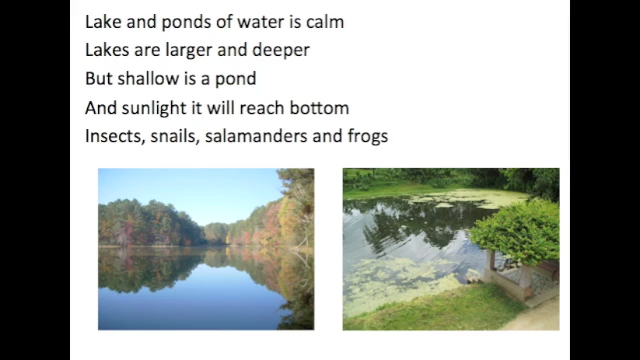 Lake and ponds of water is calm
Lakes are larger and deeper
But shallow is a pond
And sunlight it will reach bottom
Insects, snails, salamanders and frogs